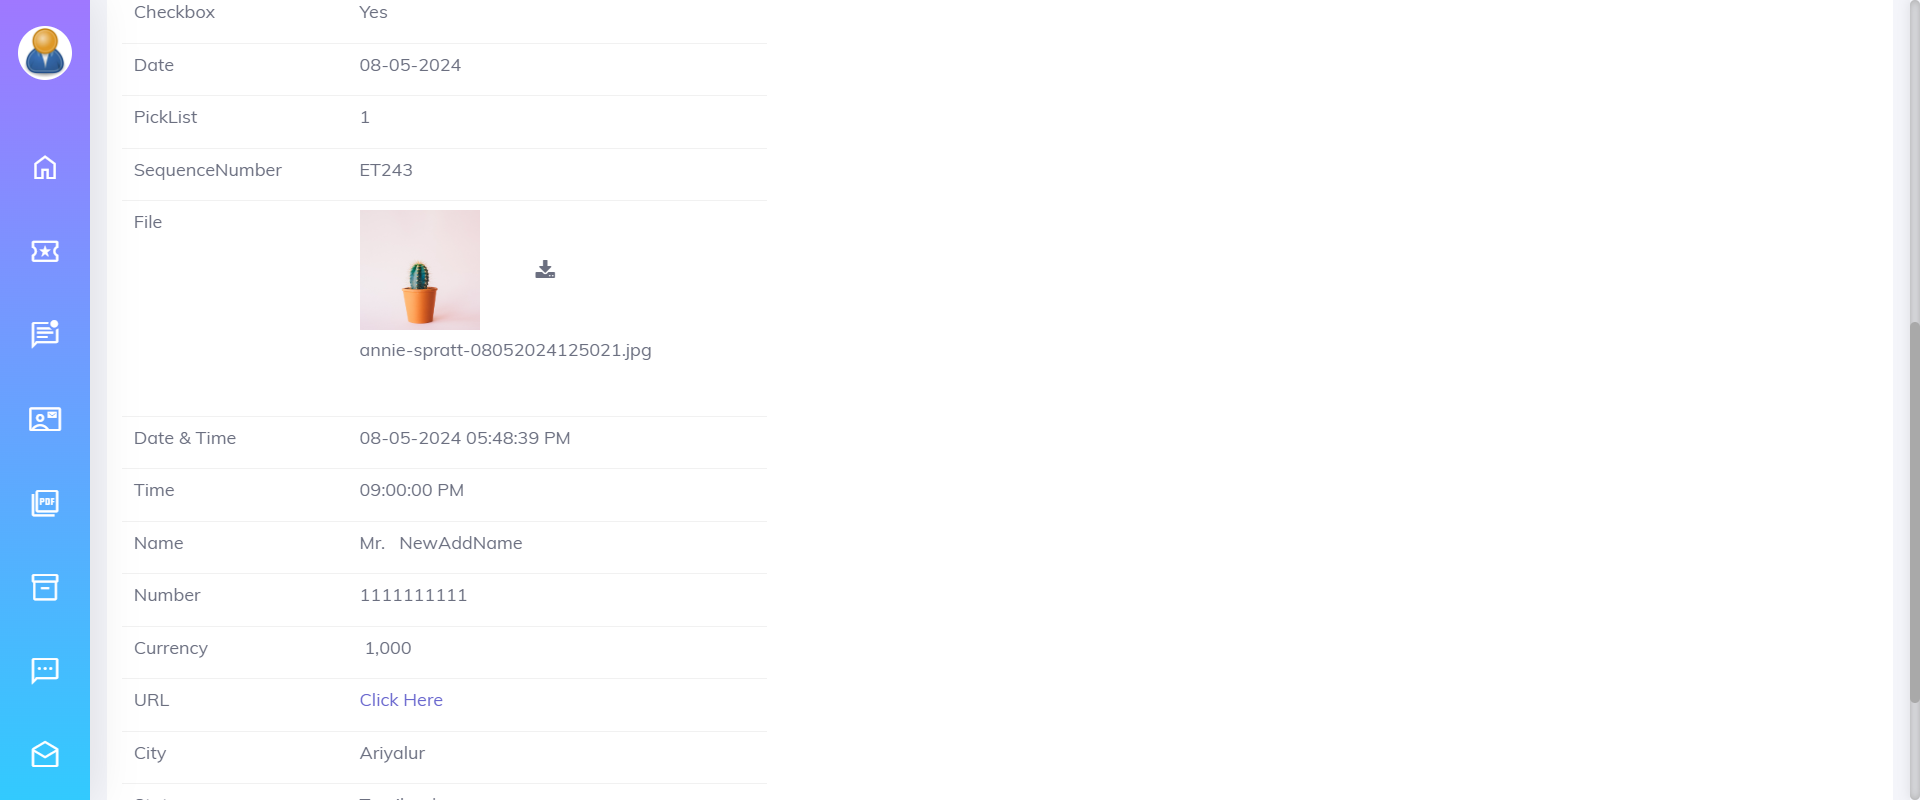 Checkbox Yes
Date 08-05-2024
PickList 1
SequenceNumber ET243
File
annie-spratt-08052024125021.jpg
Date & Time 08-05-2024 05:48:39 PM
Time 09:00:00 PM
Name Mr. NewAddName
Number 1111111111
Currency 1,000
URL Click Here
City Ariyalur
PDF